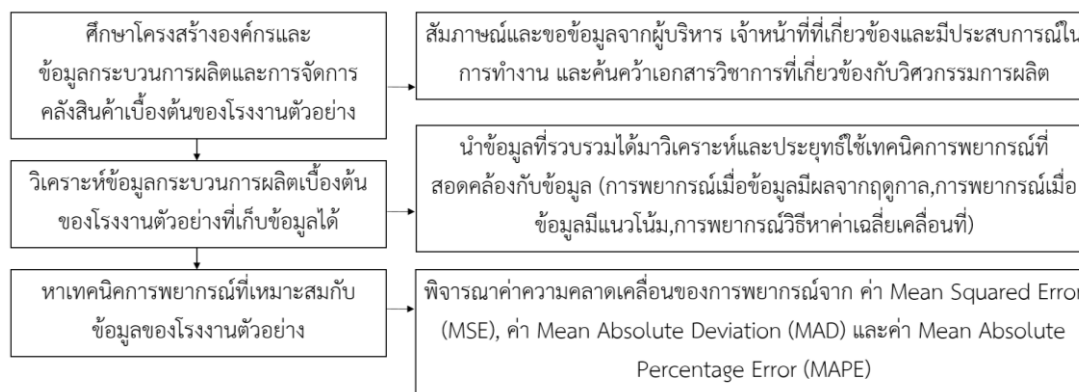 ศึกษาโครงสร้างองค์กรและ
ข้อมูลกระบวนการผลิตและการจัดการ
คลังสินค้าเบื้องต้นของโรงงานตัวอย่าง
สัมภาษณ์และขอข้อมูลจากผู้บริหาร เจ้าหน้าที่ที่เกี่ยวข้องและมีประสบการณ์ใน
การทำงาน และค้นคว้าเอกสารวิชาการที่เกี่ยวข้องกับวิศวกรรมการผลิต
วิเคราะห์ข้อมูลกระบวนการผลิตเบื้องต้น
ของโรงงานตัวอย่างที่เก็บข้อมูลได้
นำข้อมูลที่รวบรวมได้มาวิเคราะห์และประยุกต์ใช้เทคนิคการพยากรณ์ที่
สอดคล้องกับข้อมูล (การพยากรณ์เมื่อข้อมูลมีผลจากฤดูกาล,การพยากรณ์เมื่อ
ข้อมูลมีแนวโน้ม,การพยากรณ์วิธีหาค่าเฉลี่ยเคลื่อนที่)
หาเทคนิคการพยากรณ์ที่เหมาะสมกับ
ข้อมูลของโรงงานตัวอย่าง
พิจารณาค่าความคลาดเคลื่อนของการพยากรณ์จาก ค่า Mean Squared Error
(MSE), ค่า Mean Absolute Deviation (MAD) และค่า Mean Absolute
Percentage Error (MAPE)